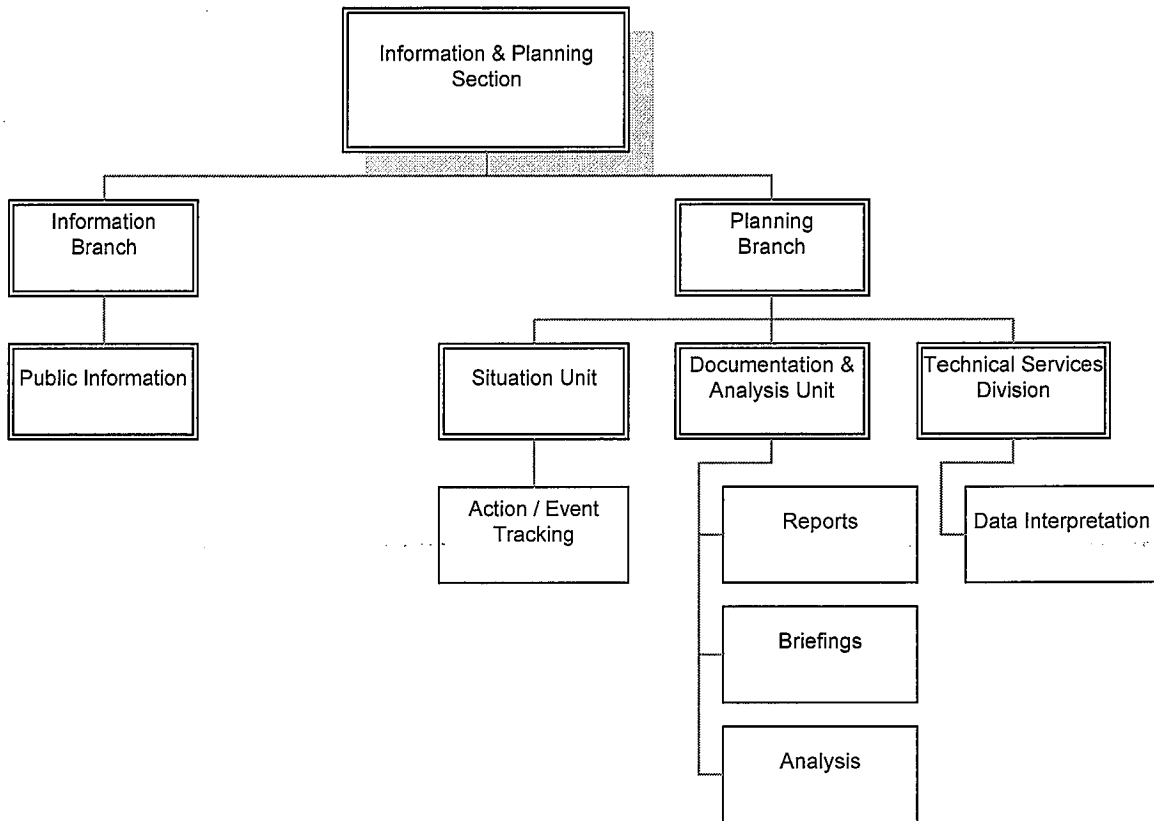 Information & Planning
Section
Information
Branch
Planning
Branch
Public Information
Situation Unit
Documentation &
Analysis Unit
Technical Services
Division
Action / Event
Tracking
Reports
Data Interpretation
Briefings
Analysis